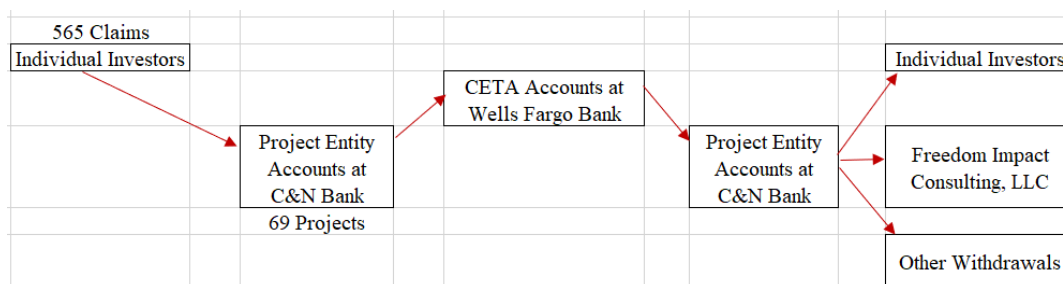 565 Claims
Individual Investors
Project Entity
Accounts at
C&N Bank
69 Projects
CETA Accounts at
Wells Fargo Bank
Project Entity
Accounts at
C&N Bank
Individual Investors
Freedom Impact
Consulting, LLC
Other Withdrawals